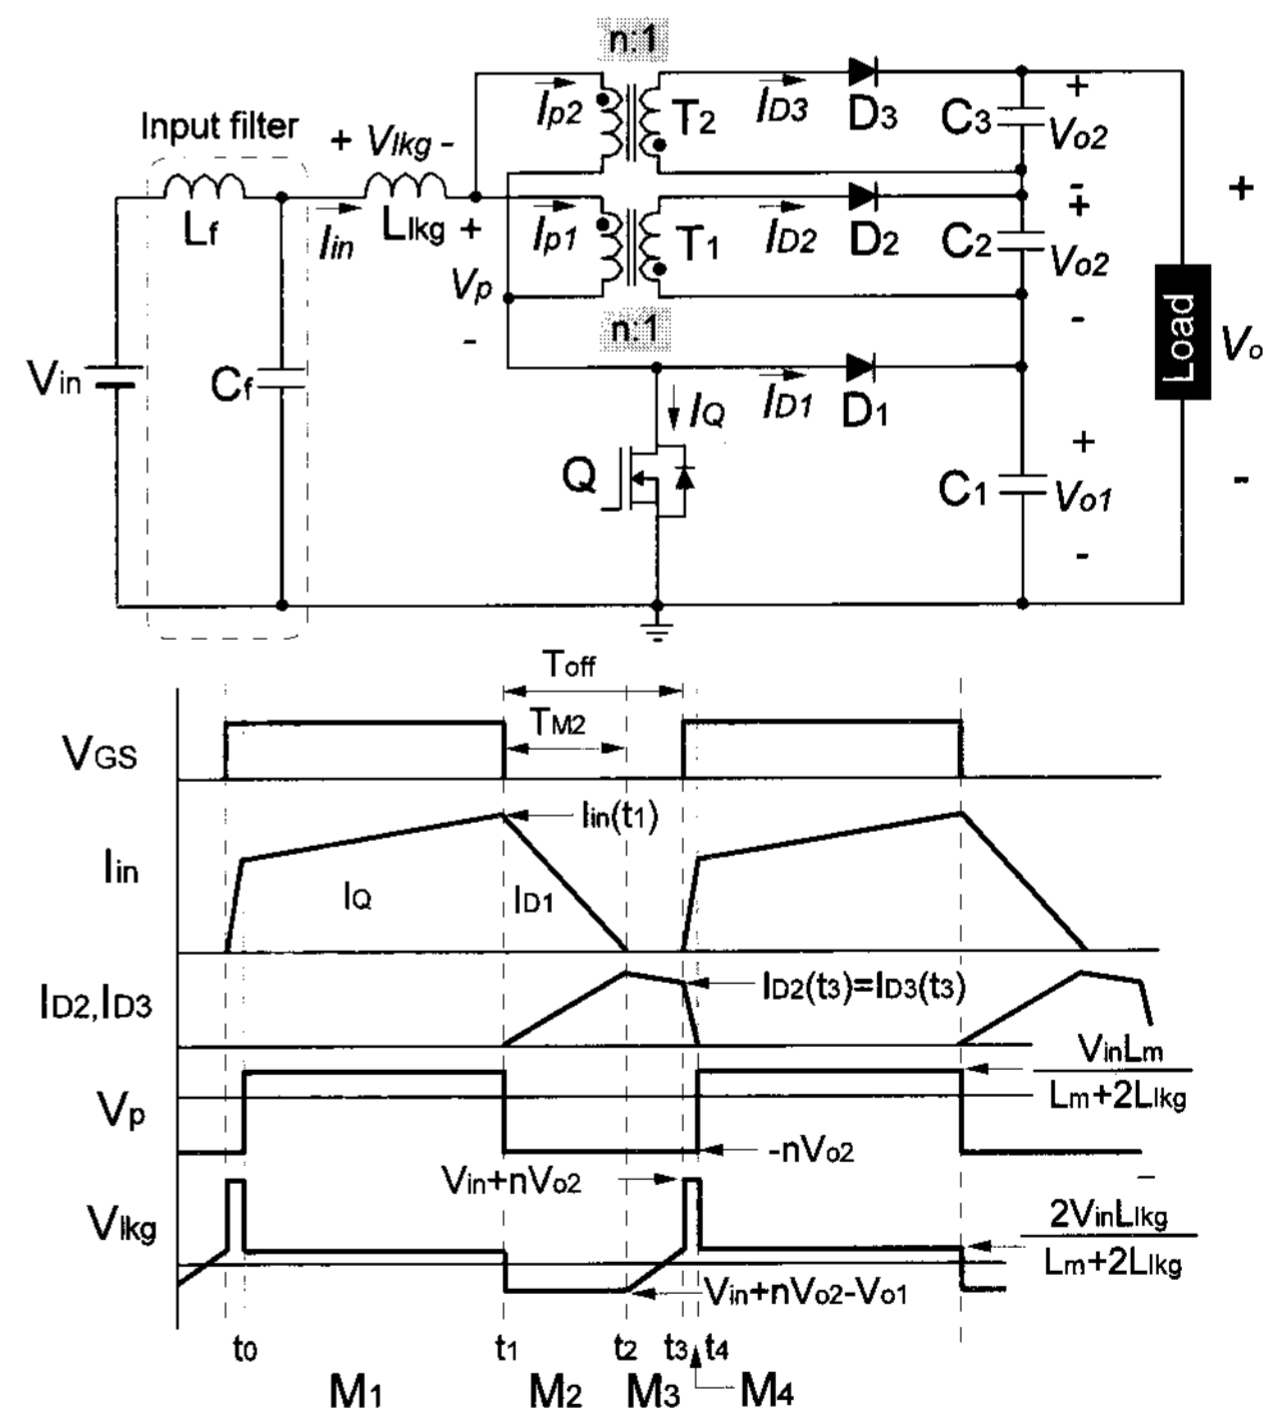 n:1
Input filter
+ Vlkg -
Ip2
T2
ID3
D3
C3
+
Vo2
-
Lf
Iin
Llkg
+
Vp
-
Ip1
T1
ID2
D2
C2
+
Vo2
-
n:1
Vin
Cf
IQ
ID1
D1
Q
C1
+
Vo1
-
Load
+
Vo
-
Toff
TM2
VGS
Iin(t1)
Iin
IQ
ID1
ID2,ID3
ID2(t3)=ID3(t3)
VinLm
Lm+2Llkg
Vp
-nVo2
Vin+nVo2
Vlkg
2VinLlkg
Lm+2Llkg
Vin+nVo2-Vo1
t0 t1 t2 t3 t4
M1 M2 M3 M4